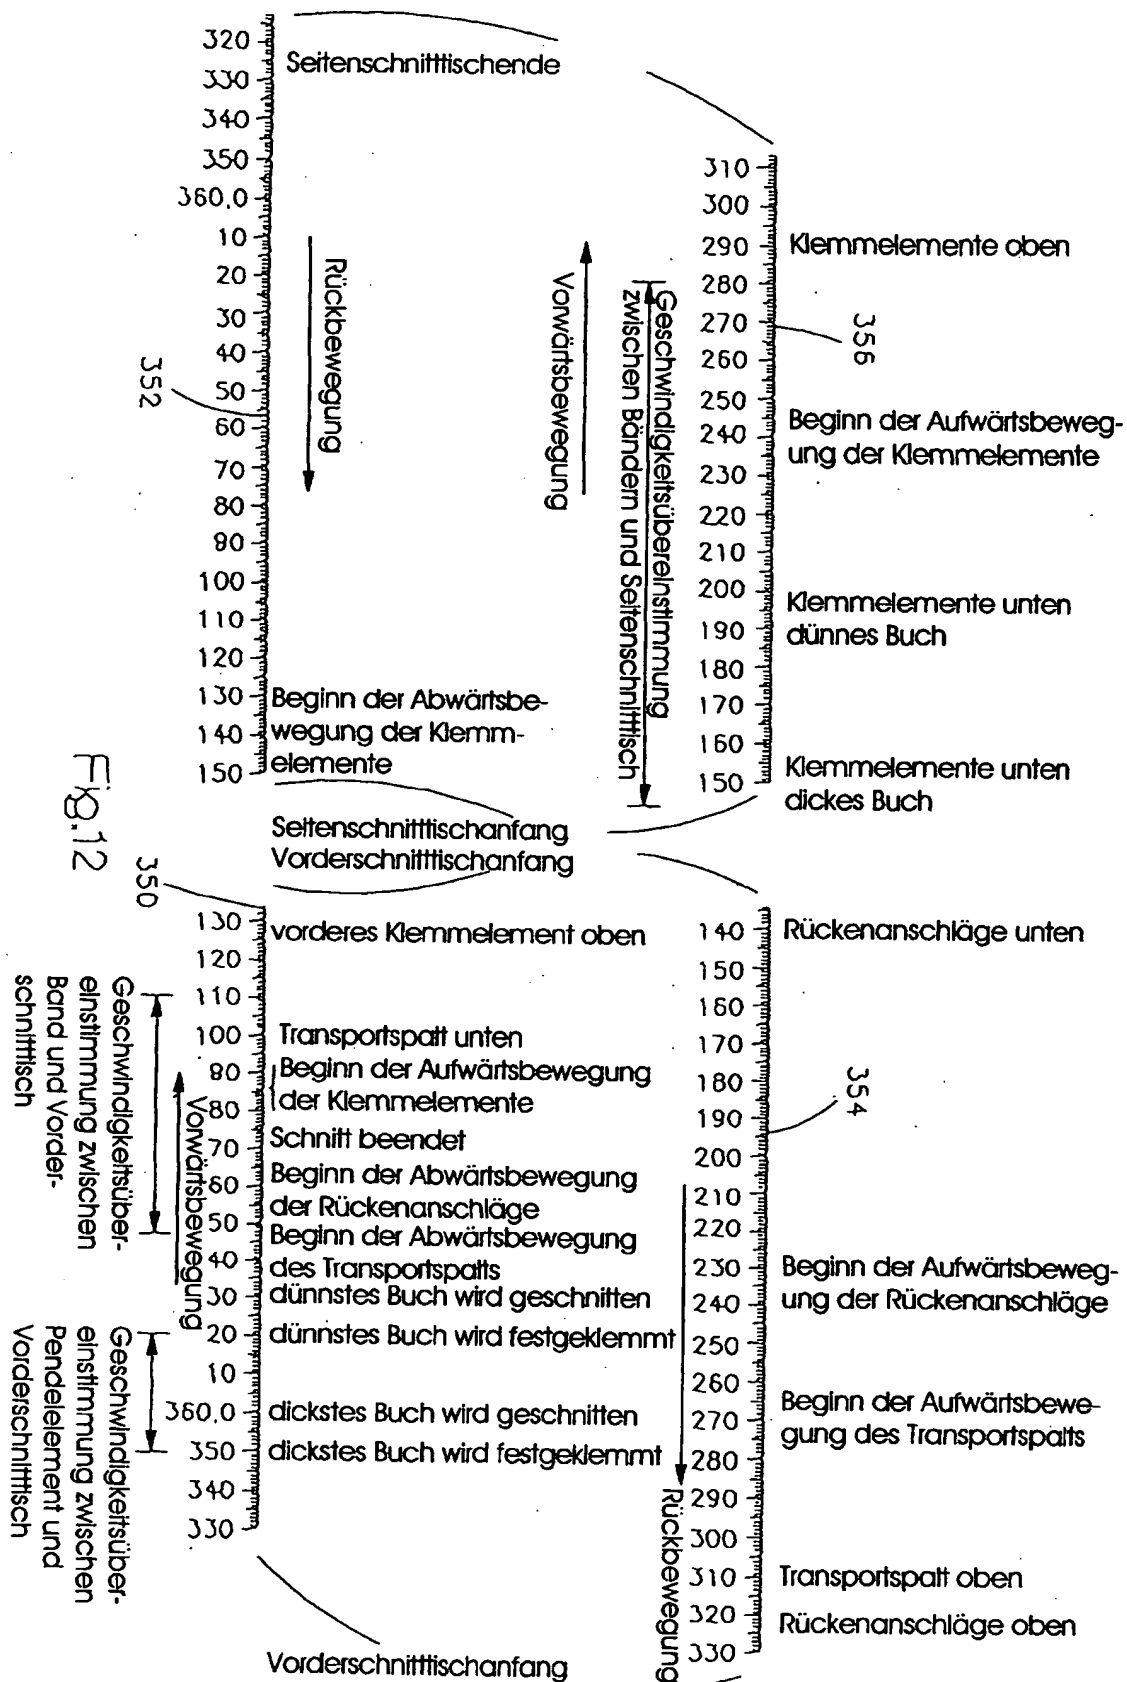 320
Seitenschnitttischende
330
340
350
360,0
10
20
30
40
50
60
70
80
90
100
110
120
130
140
150
Rückbewegung
352
Beginn der Abwärtsbe-
wegung der Klemm-
elemente
310
300
290
280
270
260
250
240
230
220
210
200
190
180
170
160
150
Klemmelemente oben
356
Beginn der Aufwärtsbeweg-
ung der Klemmelemente
Klemmelemente unten
dünnes Buch
Klemmelemente unten
dickes Buch
Vorwärtsbewegung
Geschwindigkeitsübereinstimmung
zwischen Bändern und Seitenschnitttisch
Seitenschnitttischanfang
Vorderschnitttischanfang
Fig.12
350
130
120
110
100
90
80
70
60
50
40
30
20
10
360,0
350
340
330
vorderes Klemmelement oben
Transportspalt unten
Beginn der Aufwärtsbewegung
der Klemmelemente
Schnitt beendet
Beginn der Abwärtsbewegung
der Rückenanschläge
Beginn der Abwärtsbewegung
des Transportspalts
dünnstes Buch wird geschnitten
dünnstes Buch wird festgeklemmt
dickstes Buch wird geschnitten
dickstes Buch wird festgeklemmt
Vorwärtsbewegung
Geschwindigkeitsüber-
einstimmung zwischen
Band und Vorder-
schnitttisch
Geschwindigkeitsüber-
einstimmung zwischen
Pendelelement und
Vorderschnitttisch
140
150
160
170
180
190
200
210
220
230
240
250
260
270
280
290
300
310
320
330
Rückenanschläge unten
354
Beginn der Aufwärtsbeweg-
ung der Rückenanschläge
Beginn der Aufwärtsbewe-
gung des Transportspalts
Transportspalt oben
Rückenanschläge oben
Rückbewegung
Vorderschnitttischanfang